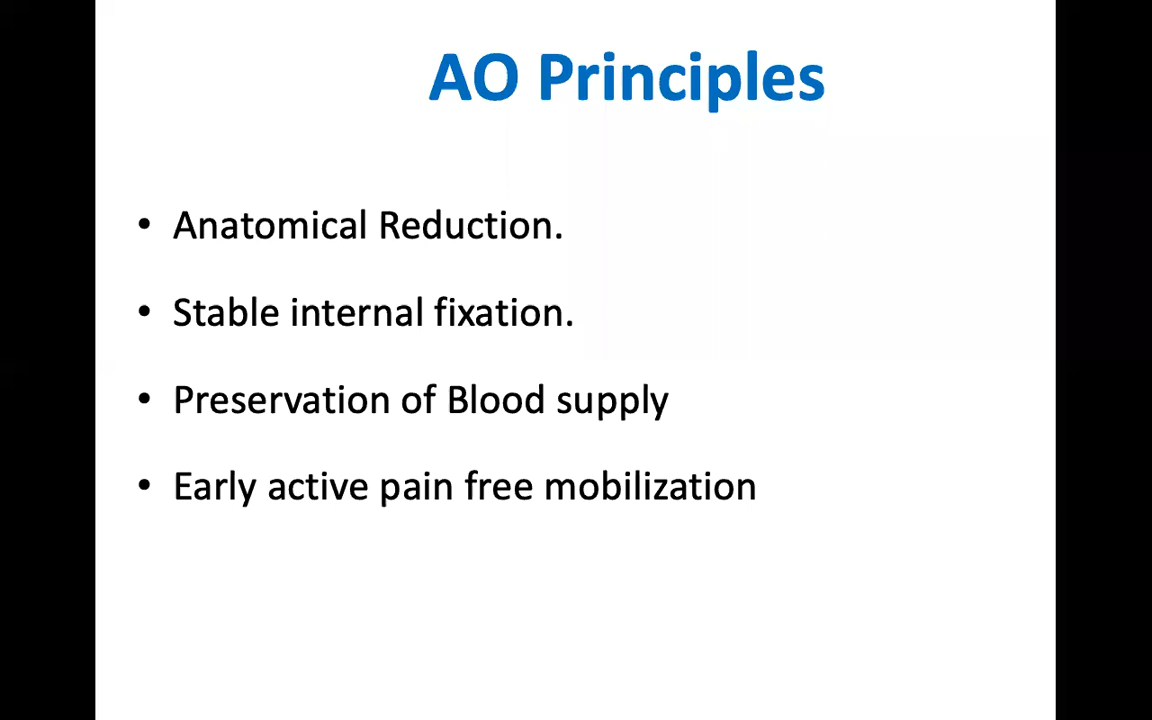 AO Principles
• Anatomical Reduction.
• Stable internal fixation.
• Preservation of Blood supply
• Early active pain free mobilization